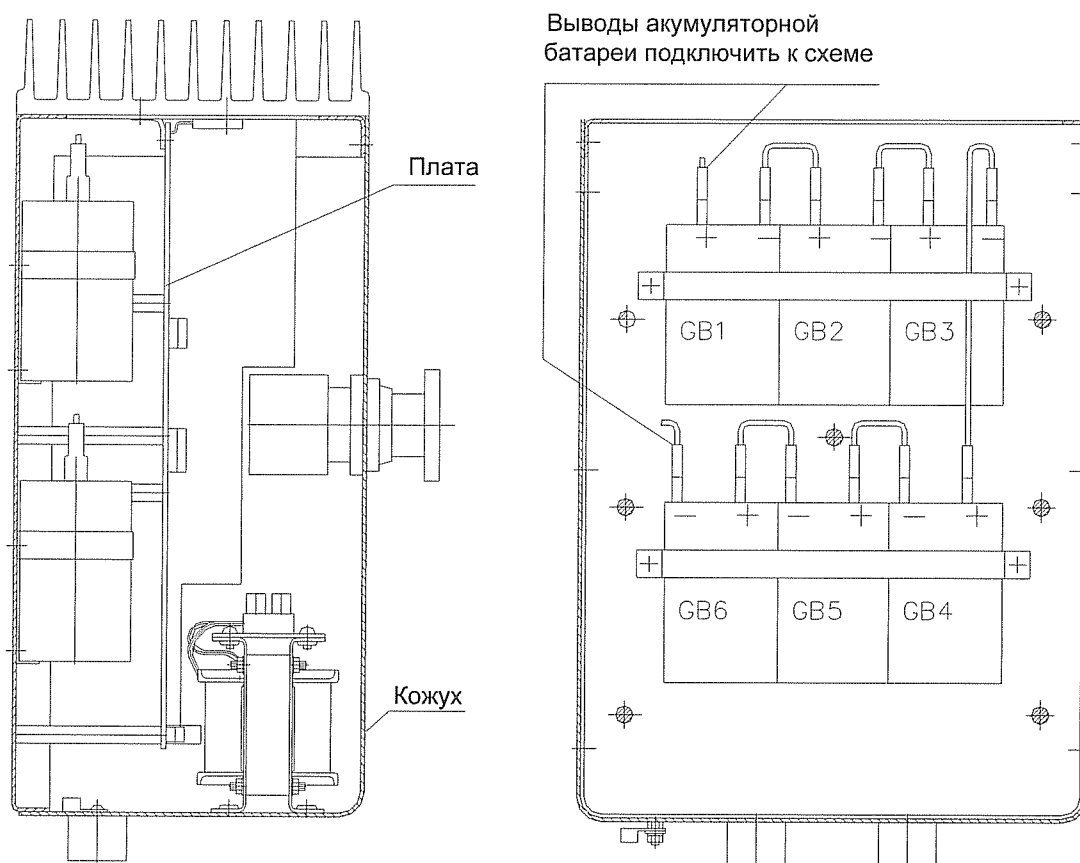 Выводы акумуляторной
батареи подключить к схеме
Плата
+ − + − + −
GB1 GB2 GB3
− + − + − +
GB6 GB5 GB4
Кожух